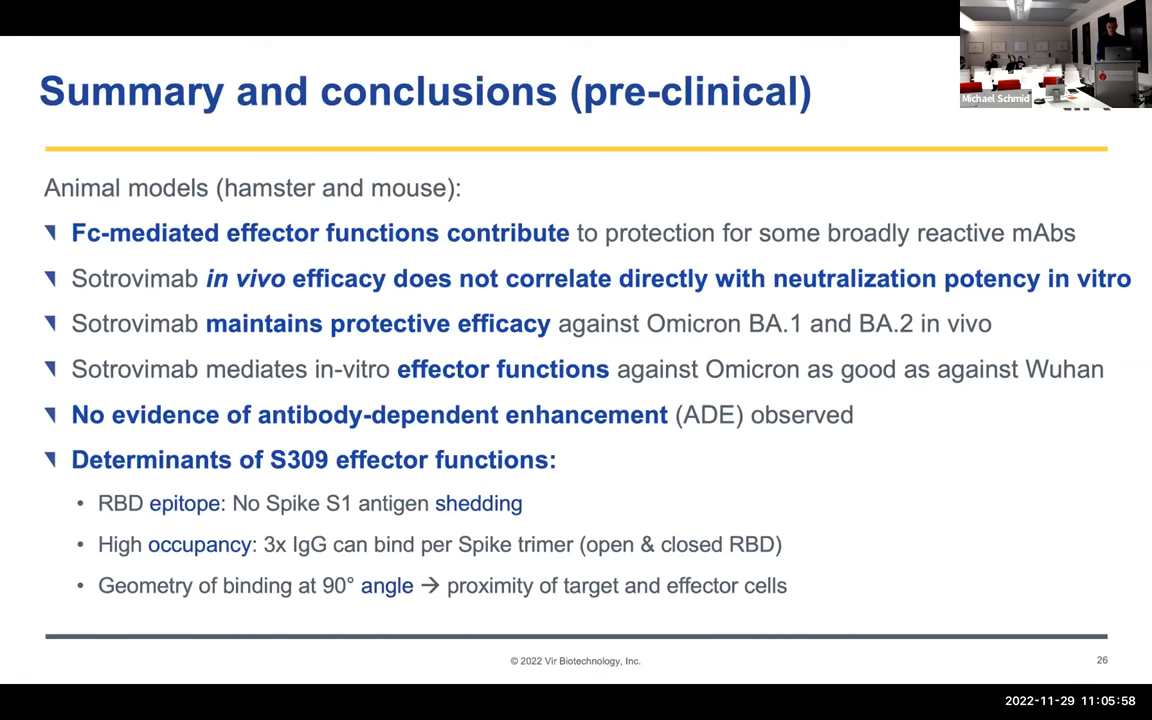 Summary and conclusions (pre-clinical)
Michael Schmid
Animal models (hamster and mouse):
Fc-mediated effector functions contribute to protection for some broadly reactive mAbs
Sotrovimab in vivo efficacy does not correlate directly with neutralization potency in vitro
Sotrovimab maintains protective efficacy against Omicron BA.1 and BA.2 in vivo
Sotrovimab mediates in-vitro effector functions against Omicron as good as against Wuhan
No evidence of antibody-dependent enhancement (ADE) observed
Determinants of S309 effector functions:
• RBD epitope: No Spike S1 antigen shedding
• High occupancy: 3x IgG can bind per Spike trimer (open & closed RBD)
• Geometry of binding at 90° angle → proximity of target and effector cells
© 2022 Vir Biotechnology, Inc.
26
2022-11-29 11:05:58